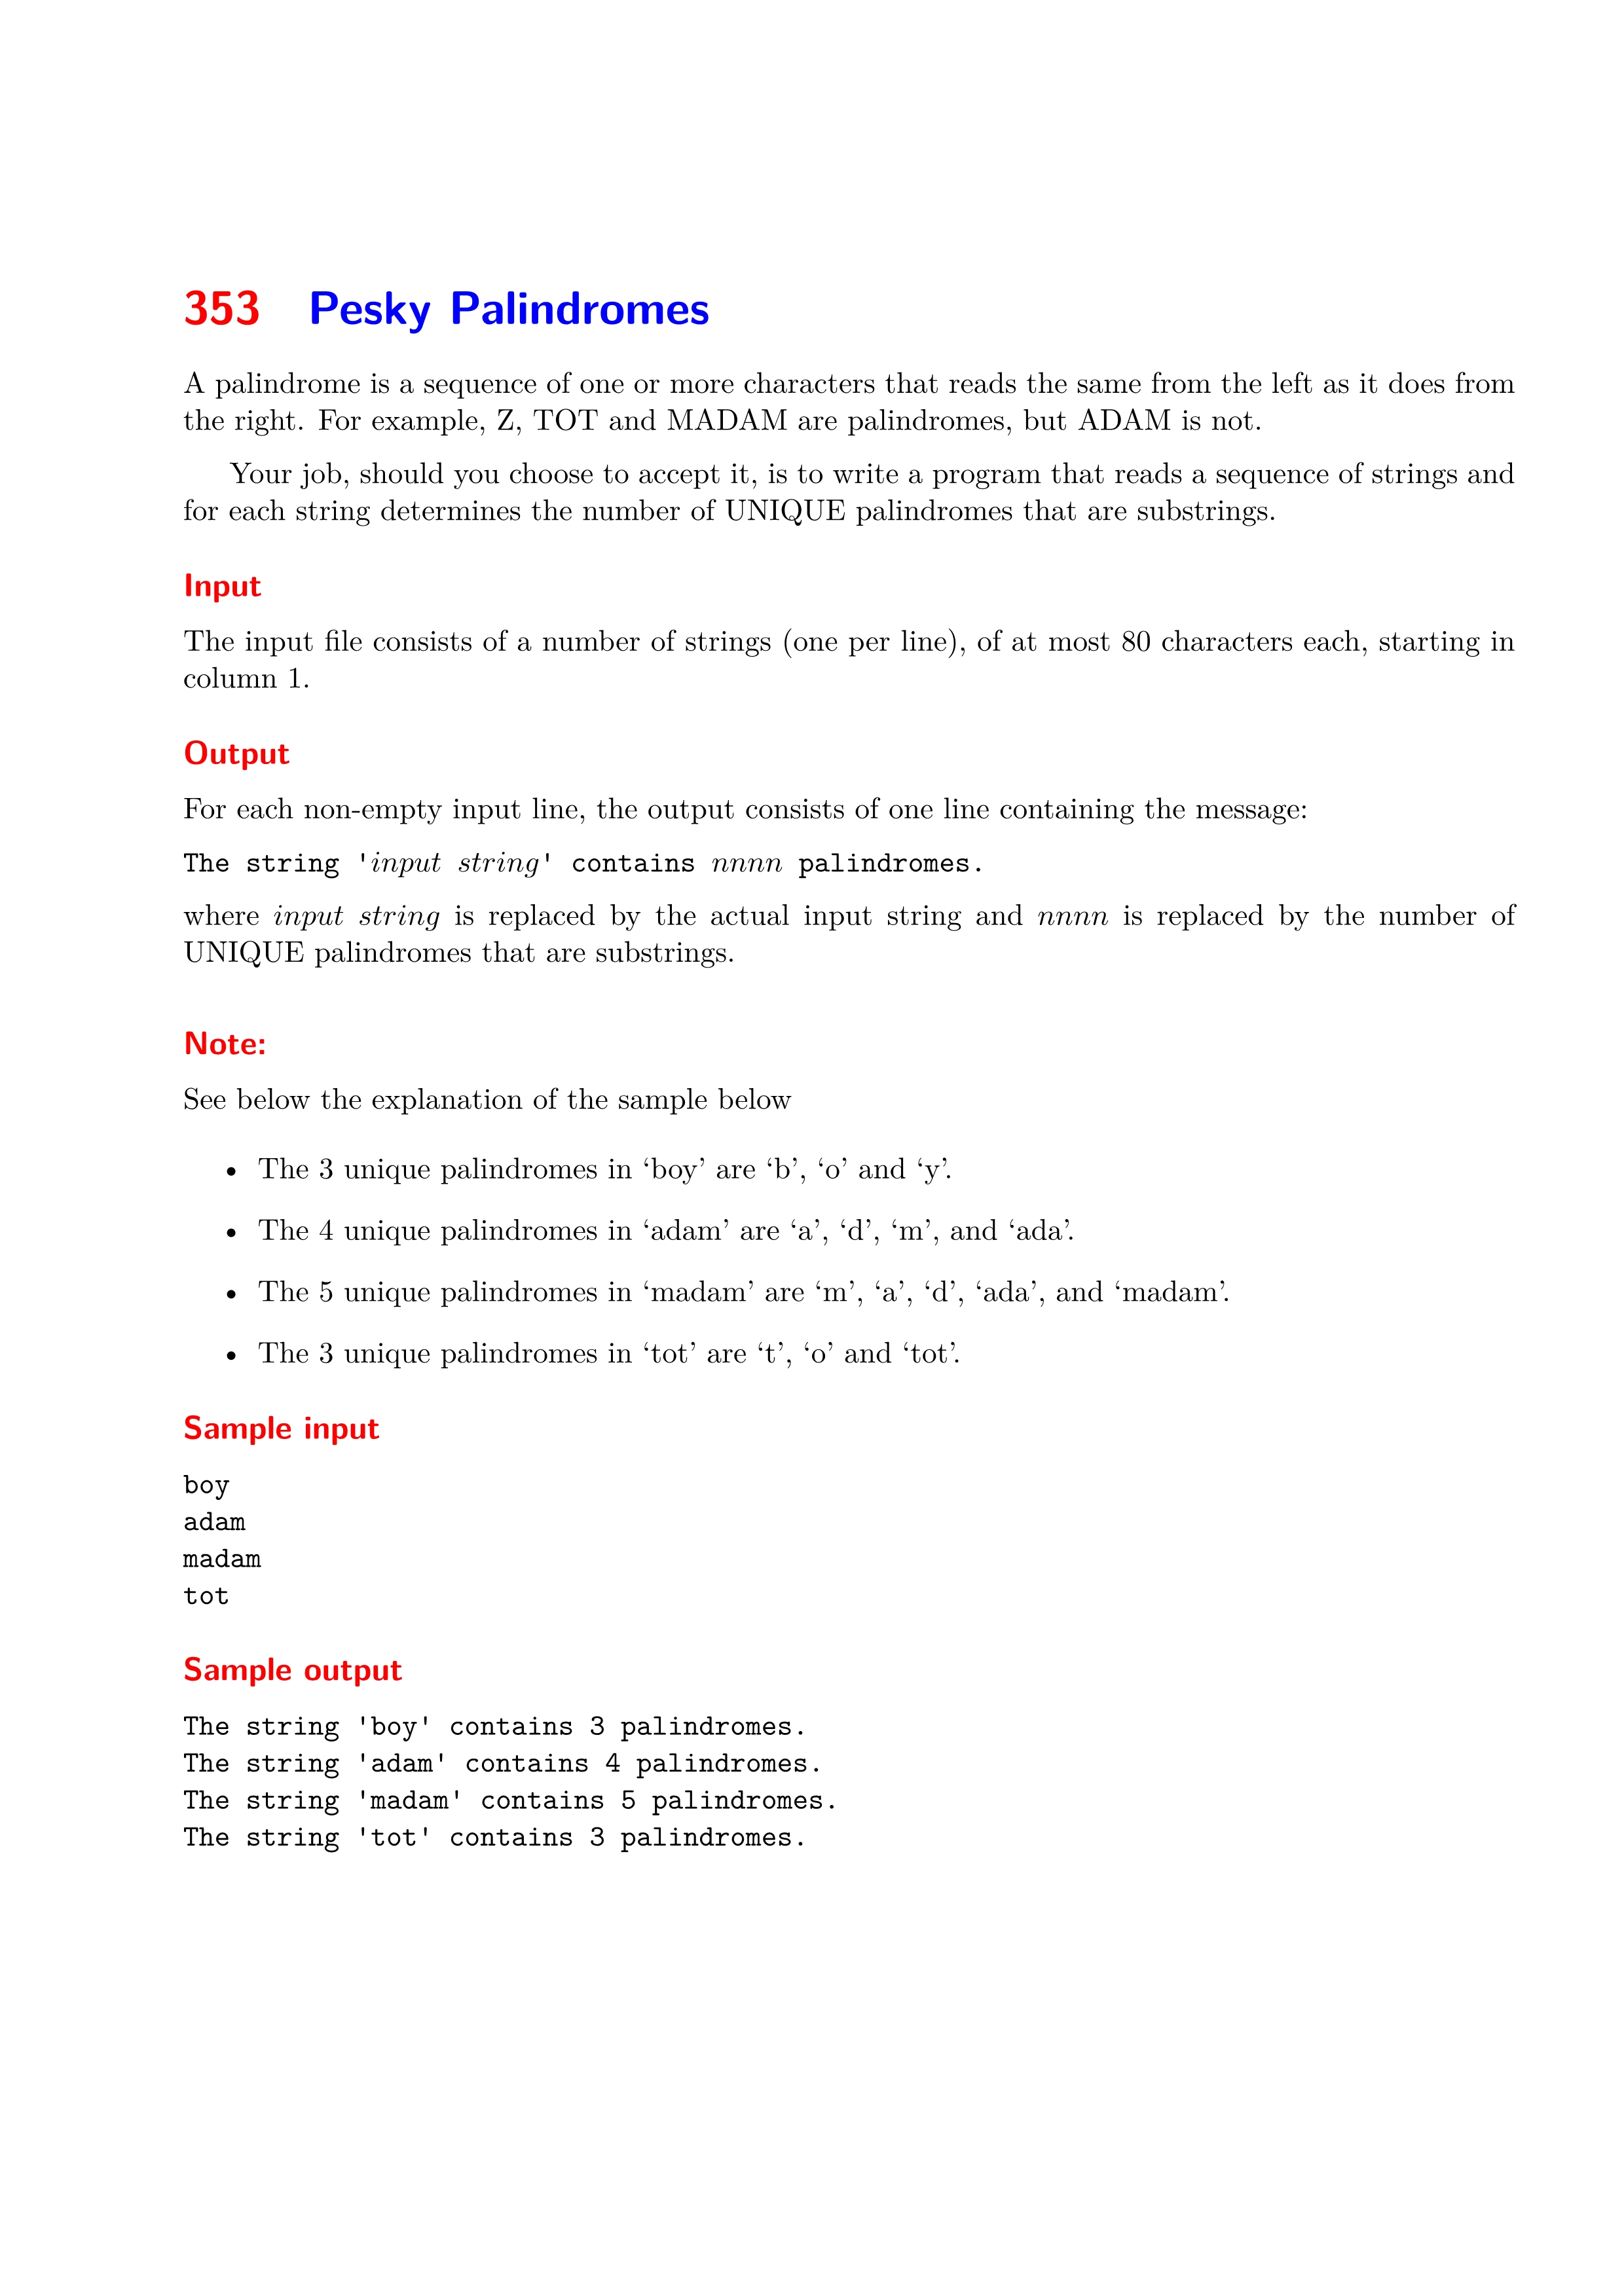 353 Pesky Palindromes
A palindrome is a sequence of one or more characters that reads the same from the left as it does from
the right. For example, Z, TOT and MADAM are palindromes, but ADAM is not.
Your job, should you choose to accept it, is to write a program that reads a sequence of strings and
for each string determines the number of UNIQUE palindromes that are substrings.
Input
The input file consists of a number of strings (one per line), of at most 80 characters each, starting in
column 1.
Output
For each non-empty input line, the output consists of one line containing the message:
The string 'input string' contains nnnn palindromes.
where input string is replaced by the actual input string and nnnn is replaced by the number of
UNIQUE palindromes that are substrings.
Note:
See below the explanation of the sample below
• The 3 unique palindromes in ‘boy’ are ‘b’, ‘o’ and ‘y’.
• The 4 unique palindromes in ‘adam’ are ‘a’, ‘d’, ‘m’, and ‘ada’.
• The 5 unique palindromes in ‘madam’ are ‘m’, ‘a’, ‘d’, ‘ada’, and ‘madam’.
• The 3 unique palindromes in ‘tot’ are ‘t’, ‘o’ and ‘tot’.
Sample input
boy
adam
madam
tot
Sample output
The string 'boy' contains 3 palindromes.
The string 'adam' contains 4 palindromes.
The string 'madam' contains 5 palindromes.
The string 'tot' contains 3 palindromes.